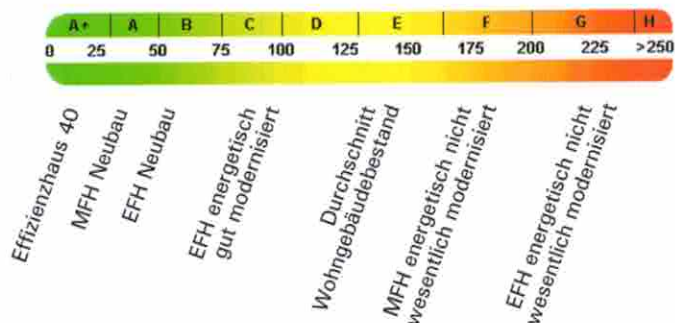 A+ A B C D E F G H
0 25 50 75 100 125 150 175 200 225 >250
Effizienzhaus 40
MFH Neubau
EFH Neubau
EFH energetisch
gut modernisiert
Durchschnitt
Wohngebäudebestand
MFH energetisch nicht
wesentlich modernisiert
EFH energetisch nicht
wesentlich modernisiert